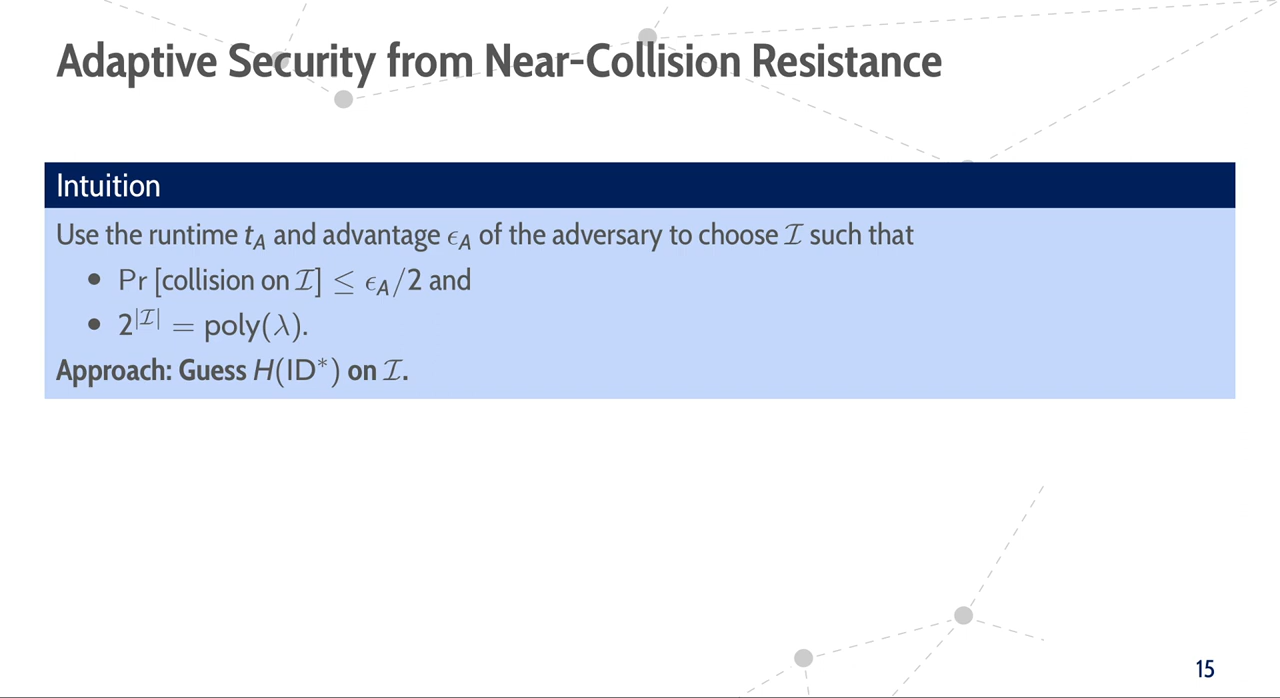 Adaptive Security from Near-Collision Resistance
Intuition
Use the runtime t_A and advantage ϵ_A of the adversary to choose 𝓘 such that
• Pr [collision on 𝓘] ≤ ϵ_A/2 and
• 2^|𝓘| = poly(λ).
Approach: Guess H(ID*) on 𝓘.
15